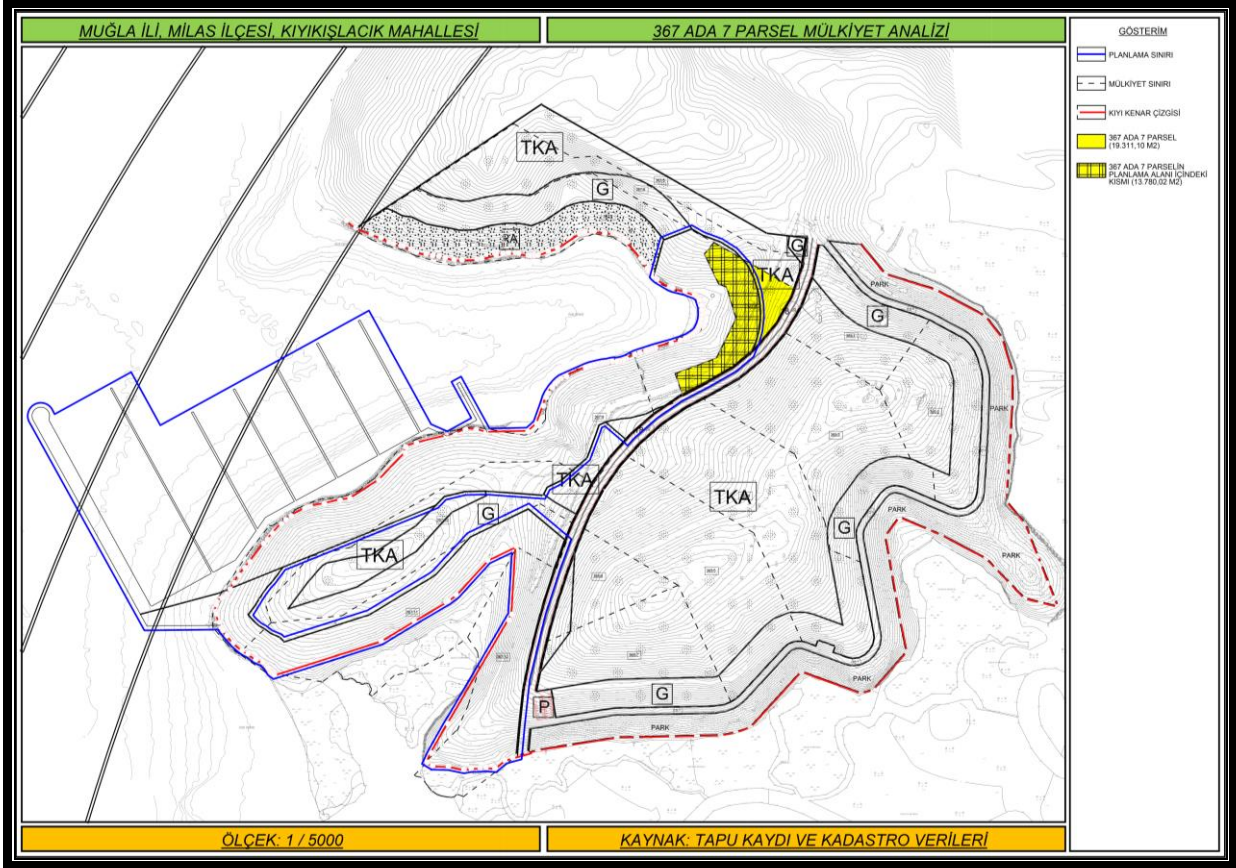 MUĞLA İLİ, MİLAS İLÇESİ, KIYIKIŞLACIK MAHALLESİ
367 ADA 7 PARSEL MÜLKİYET ANALİZİ
GÖSTERİM
PLANLAMA SINIRI
MÜLKİYET SINIRI
KIYI KENAR ÇİZGİSİ
367 ADA 7 PARSEL
(19.311,10 M2)
367 ADA 7 PARSELİN
PLANLAMA ALANI İÇİNDEKİ
KISMI (13.780,02 M2)
TKA
G
G
TKA
PARK
G
PARK
TKA
TKA
G
PARK
G
TKA
PARK
PARK
G
P
PARK
ÖLÇEK: 1 / 5000
KAYNAK: TAPU KAYDI VE KADASTRO VERİLERİ